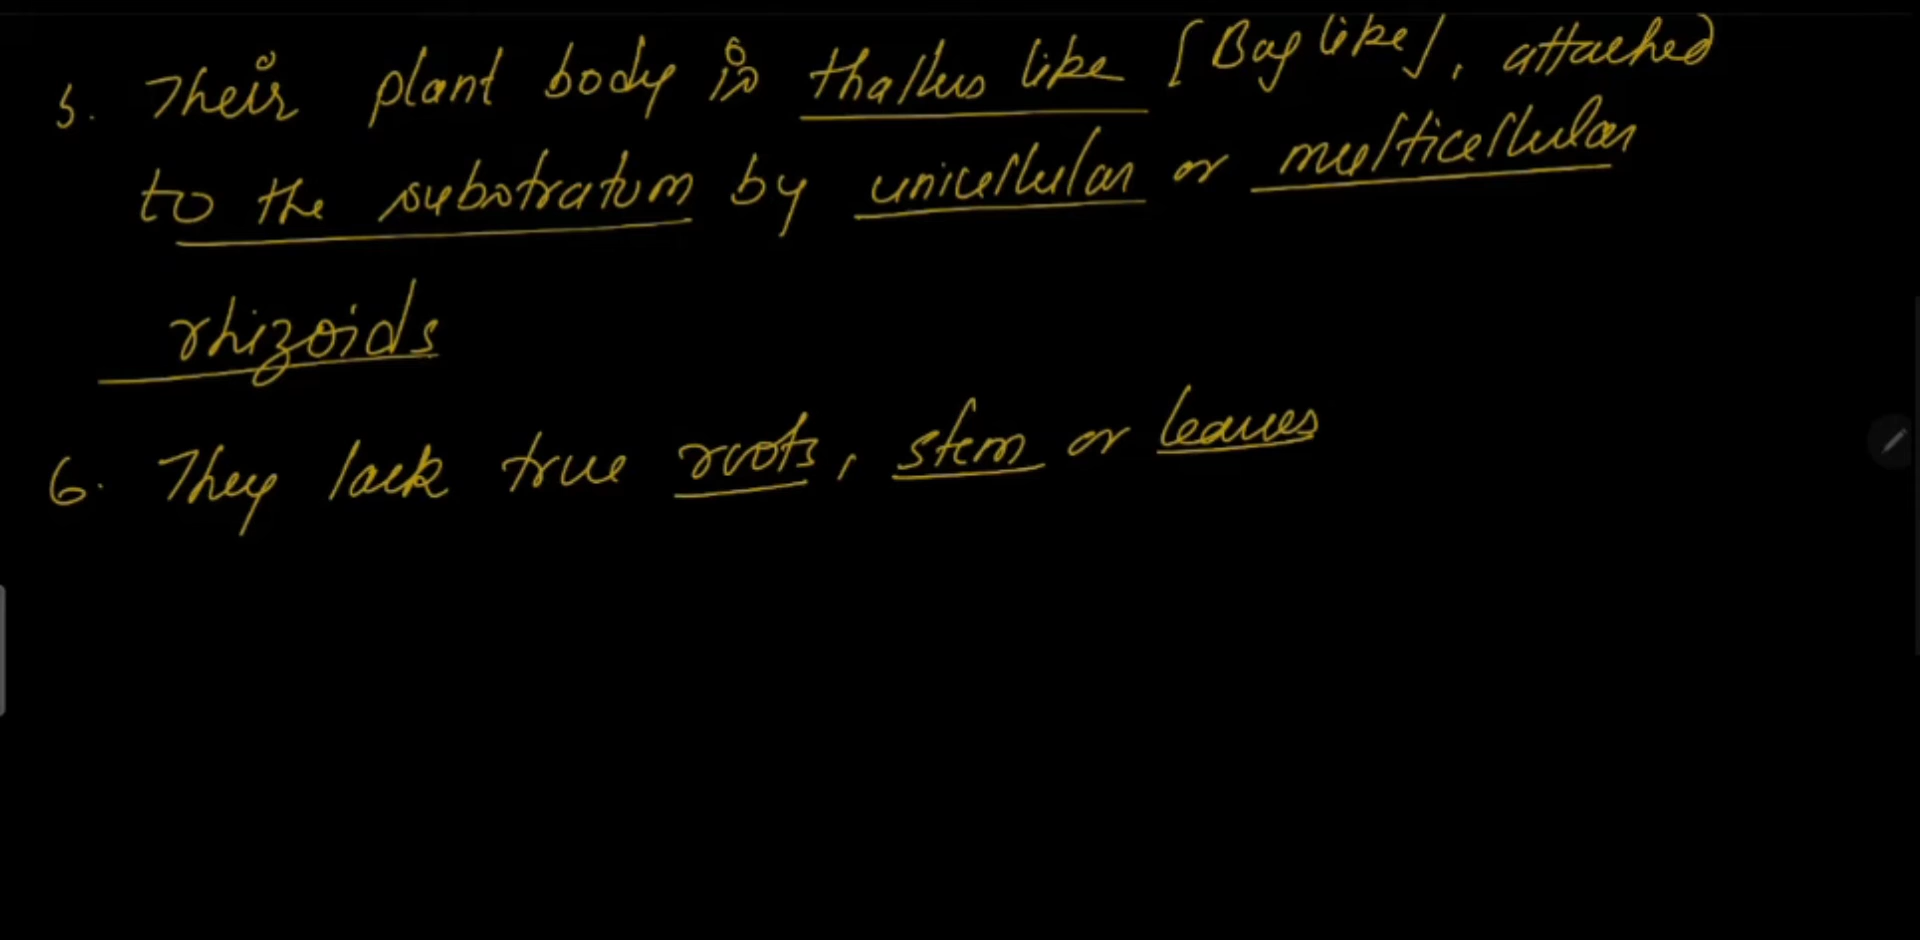 5. Their plant body is thallus like [Bag like], attached
to the substratum by unicellular or multicellular
rhizoids
6. They lack true roots, stem or leaves